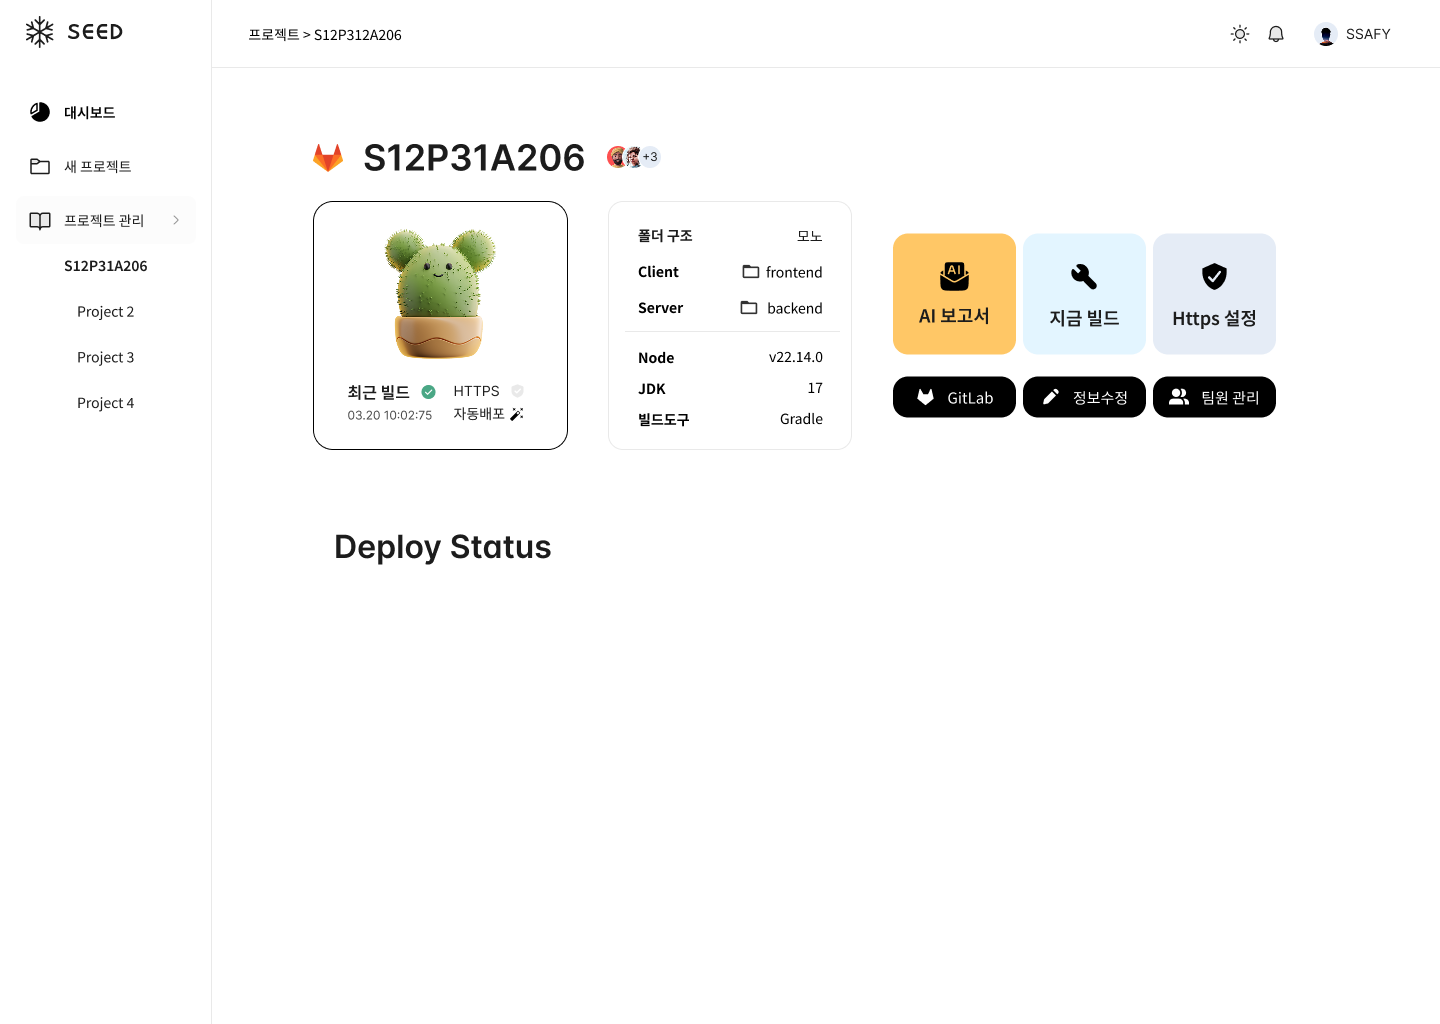 SEED
프로젝트 > S12P312A206
SSAFY
대시보드
새 프로젝트
프로젝트 관리
S12P31A206
Project 2
Project 3
Project 4
S12P31A206
+3
최근 빌드
03.20 10:02:75
HTTPS
자동배포
폴더 구조 모노
Client frontend
Server backend
Node v22.14.0
JDK 17
빌드도구 Gradle
AI
AI 보고서
지금 빌드
Https 설정
GitLab
정보수정
팀원 관리
Deploy Status